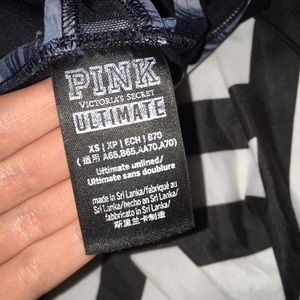 PINK
VICTORIA'S SECRET
ULTIMATE
XS | XP | ECH | B70
(适用 A65,B65,AA70,A70)
Ultimate unlined/
Ultimate sans doublure
made in Sri Lanka/fabriqué au
Sri Lanka/hecho en Sri Lanka/
fabbricato in Sri Lanka/
斯里兰卡制造